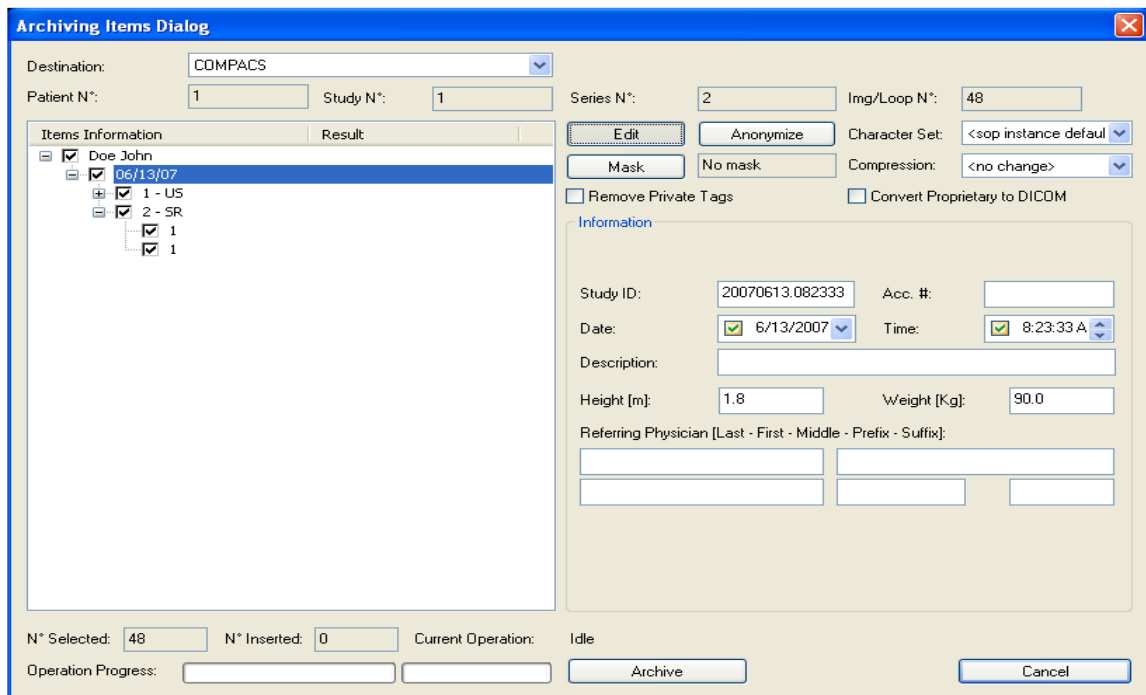 Archiving Items Dialog
Destination: COMPACS
Patient N°: 1 Study N°: 1 Series N°: 2 Img/Loop N°: 48
Items Information Result
Edit Anonymize Character Set: <sop instance defaul
Doe John
06/13/07
Mask No mask Compression: <no change>
1 - US
Remove Private Tags Convert Proprietary to DICOM
2 - SR
Information
1
1
Study ID: 20070613.082333 Acc. #:
Date: 6/13/2007 Time: 8:23:33 A
Description:
Height [m]: 1.8 Weight [Kg]: 90.0
Referring Physician [Last - First - Middle - Prefix - Suffix]:
N° Selected: 48 N° Inserted: 0 Current Operation: Idle
Operation Progress: Archive Cancel